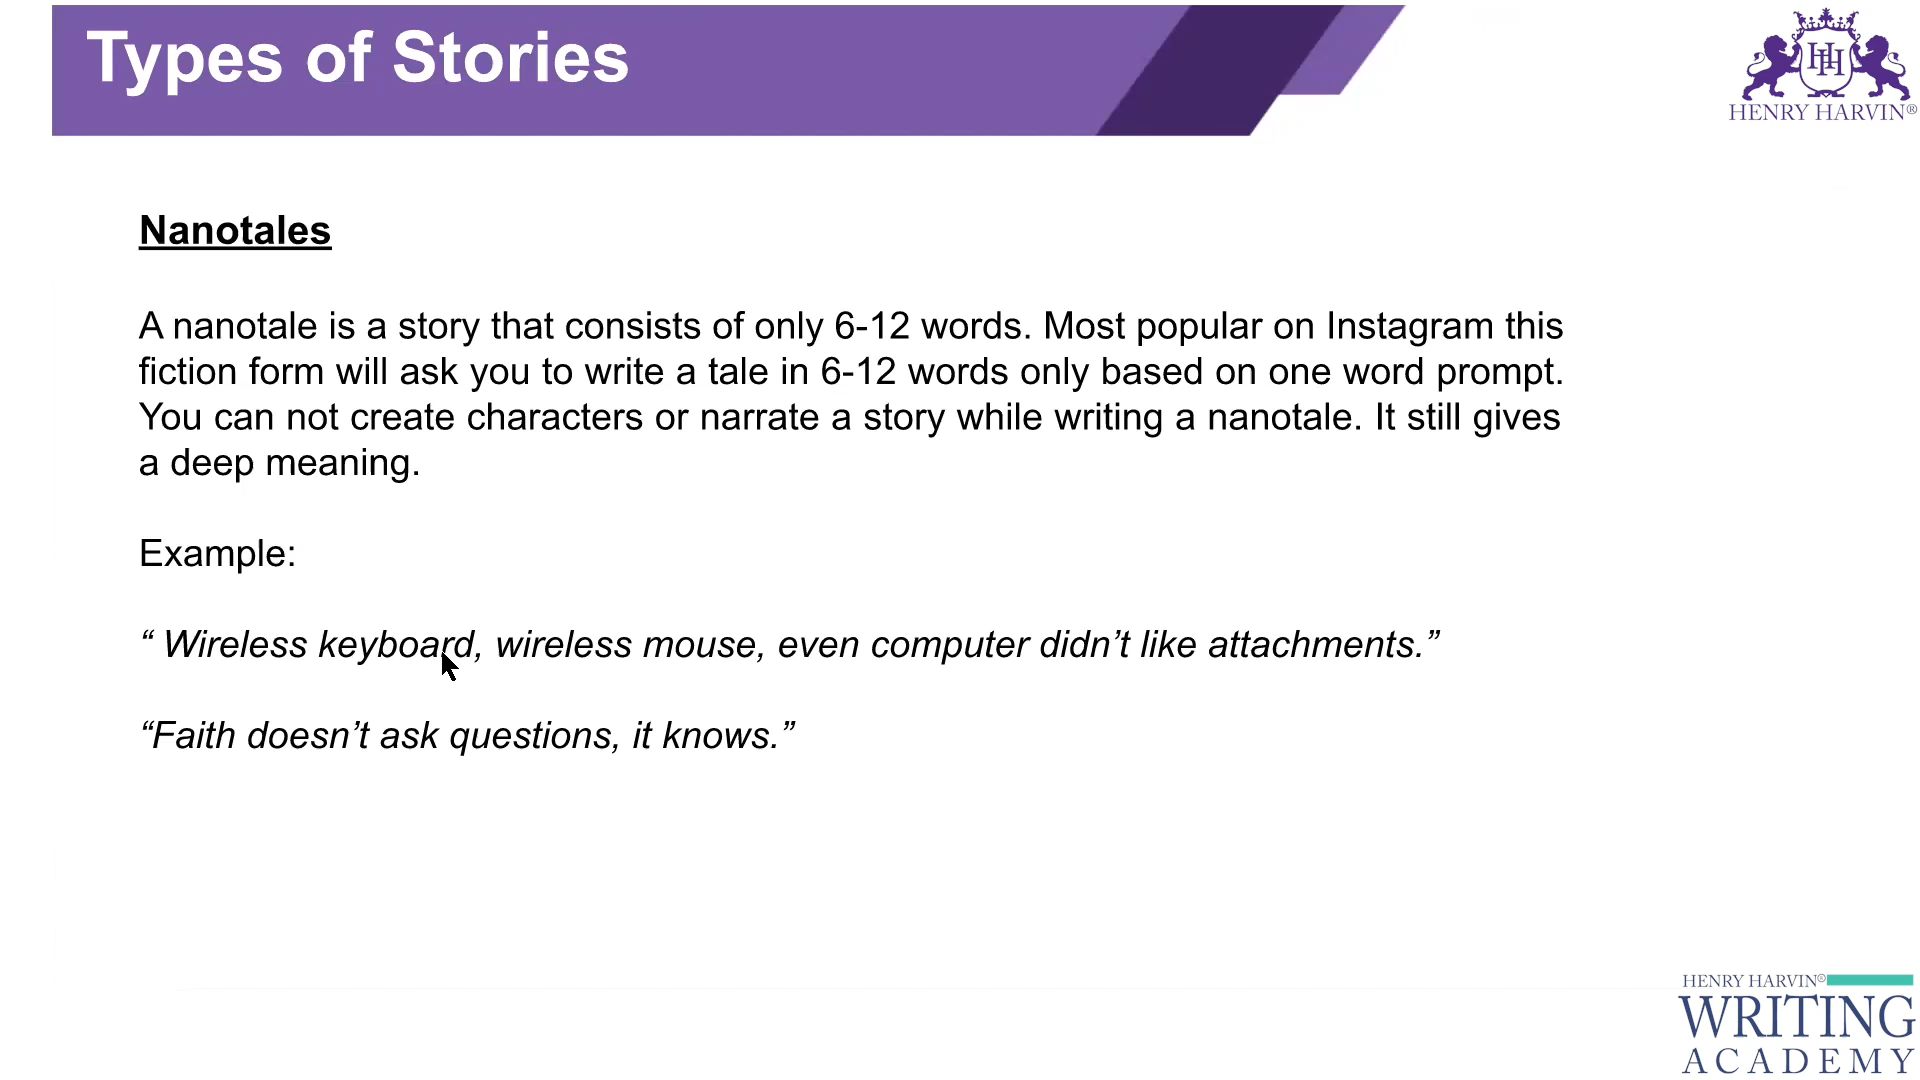 Types of Stories
HH
HENRY HARVIN®
Nanotales
A nanotale is a story that consists of only 6-12 words. Most popular on Instagram this
fiction form will ask you to write a tale in 6-12 words only based on one word prompt.
You can not create characters or narrate a story while writing a nanotale. It still gives
a deep meaning.
Example:
“ Wireless keyboard, wireless mouse, even computer didn’t like attachments.”
“Faith doesn’t ask questions, it knows.”
HENRY HARVIN®
WRITING
ACADEMY